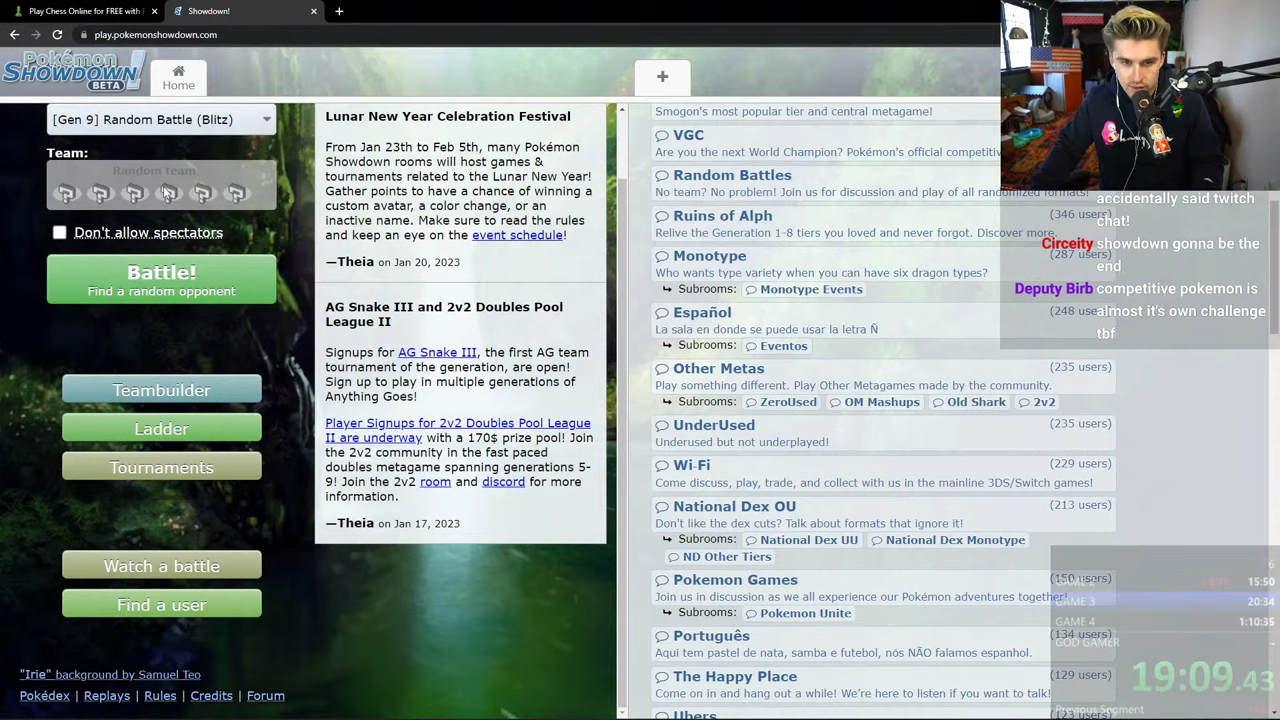 Play Chess Online for FREE with F
Showdown!
play.pokemonshowdown.com
Pokémon
SHOWDOWN!
BETA
Home
[Gen 9] Random Battle (Blitz)
Team:
Random team
Don't allow spectators
Battle!
Find a random opponent
Teambuilder
Ladder
Tournaments
Watch a battle
Find a user
"Irie" background by Samuel Teo
Pokédex | Replays | Rules | Credits | Forum
Lunar New Year Celebration Festival
From Jan 23th to Feb 5th, many Pokémon
Showdown rooms will host games &
tournaments related to the Lunar New Year!
Gather points to have a chance of winning a
custom avatar, a color change, or an
inactive name. Make sure to read the rules
and keep an eye on the event schedule!
—Theia on Jan 20, 2023
AG Snake III and 2v2 Doubles Pool
League II
Signups for AG Snake III, the first AG team
tournament of the generation, are open!
Sign up to play in multiple generations of
Anything Goes!
Player Signups for 2v2 Doubles Pool League
II are underway with a 170$ prize pool! Join
the 2v2 community in the fast paced
doubles metagame spanning generations 5-
9! Join the 2v2 room and discord for more
information.
—Theia on Jan 17, 2023
Smogon's most popular tier and central metagame!
VGC
Are you the next World Champion? Pokémon's official competitiv
Random Battles
No team? No problem! Join us for discussion and play of all randomized formats!
Ruins of Alph (346 users)
Relive the Generation 1-8 tiers you loved and never forgot. Discover more.
Monotype (287 users)
Who wants type variety when you can have six dragon types?
↳ Subrooms: Monotype Events
Español (248 use
La sala en donde se puede usar la letra Ñ
↳ Subrooms: Eventos
Other Metas (235 users)
Play something different. Play Other Metagames made by the community.
↳ Subrooms: ZeroUsed OM Mashups Old Shark 2v2
UnderUsed (235 users)
Underused but not underplayed!
Wi-Fi (229 users)
Come discuss, play, trade, and collect with us in the mainline 3DS/Switch games!
National Dex OU (213 users)
Don't like the dex cuts? Talk about formats that ignore it!
↳ Subrooms: National Dex UU National Dex Monotype
ND Other Tiers
Pokemon Games (150 users)
Join us in discussion as we all experience our Pokémon adventures together!
↳ Subrooms: Pokemon Unite
Português (134 users)
Aqui tem pastel de nata, samba e futebol, nós NÃO falamos espanhol.
The Happy Place (129 users)
Come on in and hang out a while! We're here to listen if you want to talk!
Ubers
accidentally said twitch
chat!
Circeity showdown gonna be the
end
Deputy Birb competitive pokemon is
almost it's own challenge
tbf
6
GAME 2 15:50
GAME 3 20:34
GAME 4 1:10:35
GOD GAMER -
19:09.43
Previous Segment